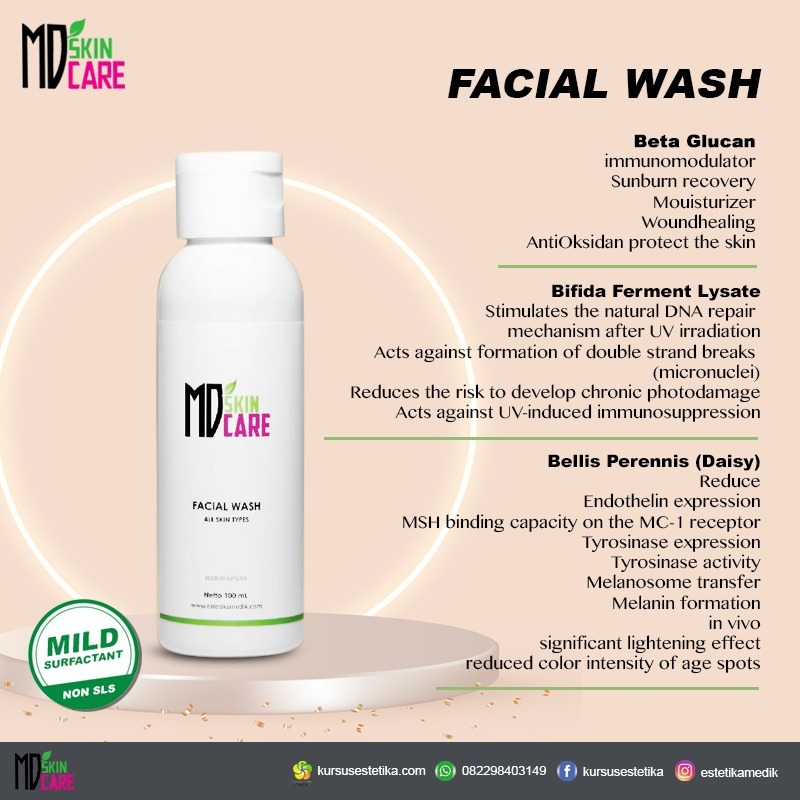 MD SKIN CARE
FACIAL WASH
Beta Glucan
immunomodulator
Sunburn recovery
Mouisturizer
Woundhealing
AntiOksidan protect the skin
Bifida Ferment Lysate
Stimulates the natural DNA repair
mechanism after UV irradiation
Acts against formation of double strand breaks
(micronuclei)
Reduces the risk to develop chronic photodamage
Acts against UV-induced immunosuppression
Bellis Perennis (Daisy)
Reduce
Endothelin expression
MSH binding capacity on the MC-1 receptor
Tyrosinase expression
Tyrosinase activity
Melanosome transfer
Melanin formation
in vivo
significant lightening effect
reduced color intensity of age spots
MD SKIN CARE
FACIAL WASH
ALL SKIN TYPES
Netto 100 mL
www.estetikamedik.com
MILD
SURFACTANT
NON SLS
MD SKIN CARE
kursusestetika.com 082298403149 kursusestetika estetikamedik